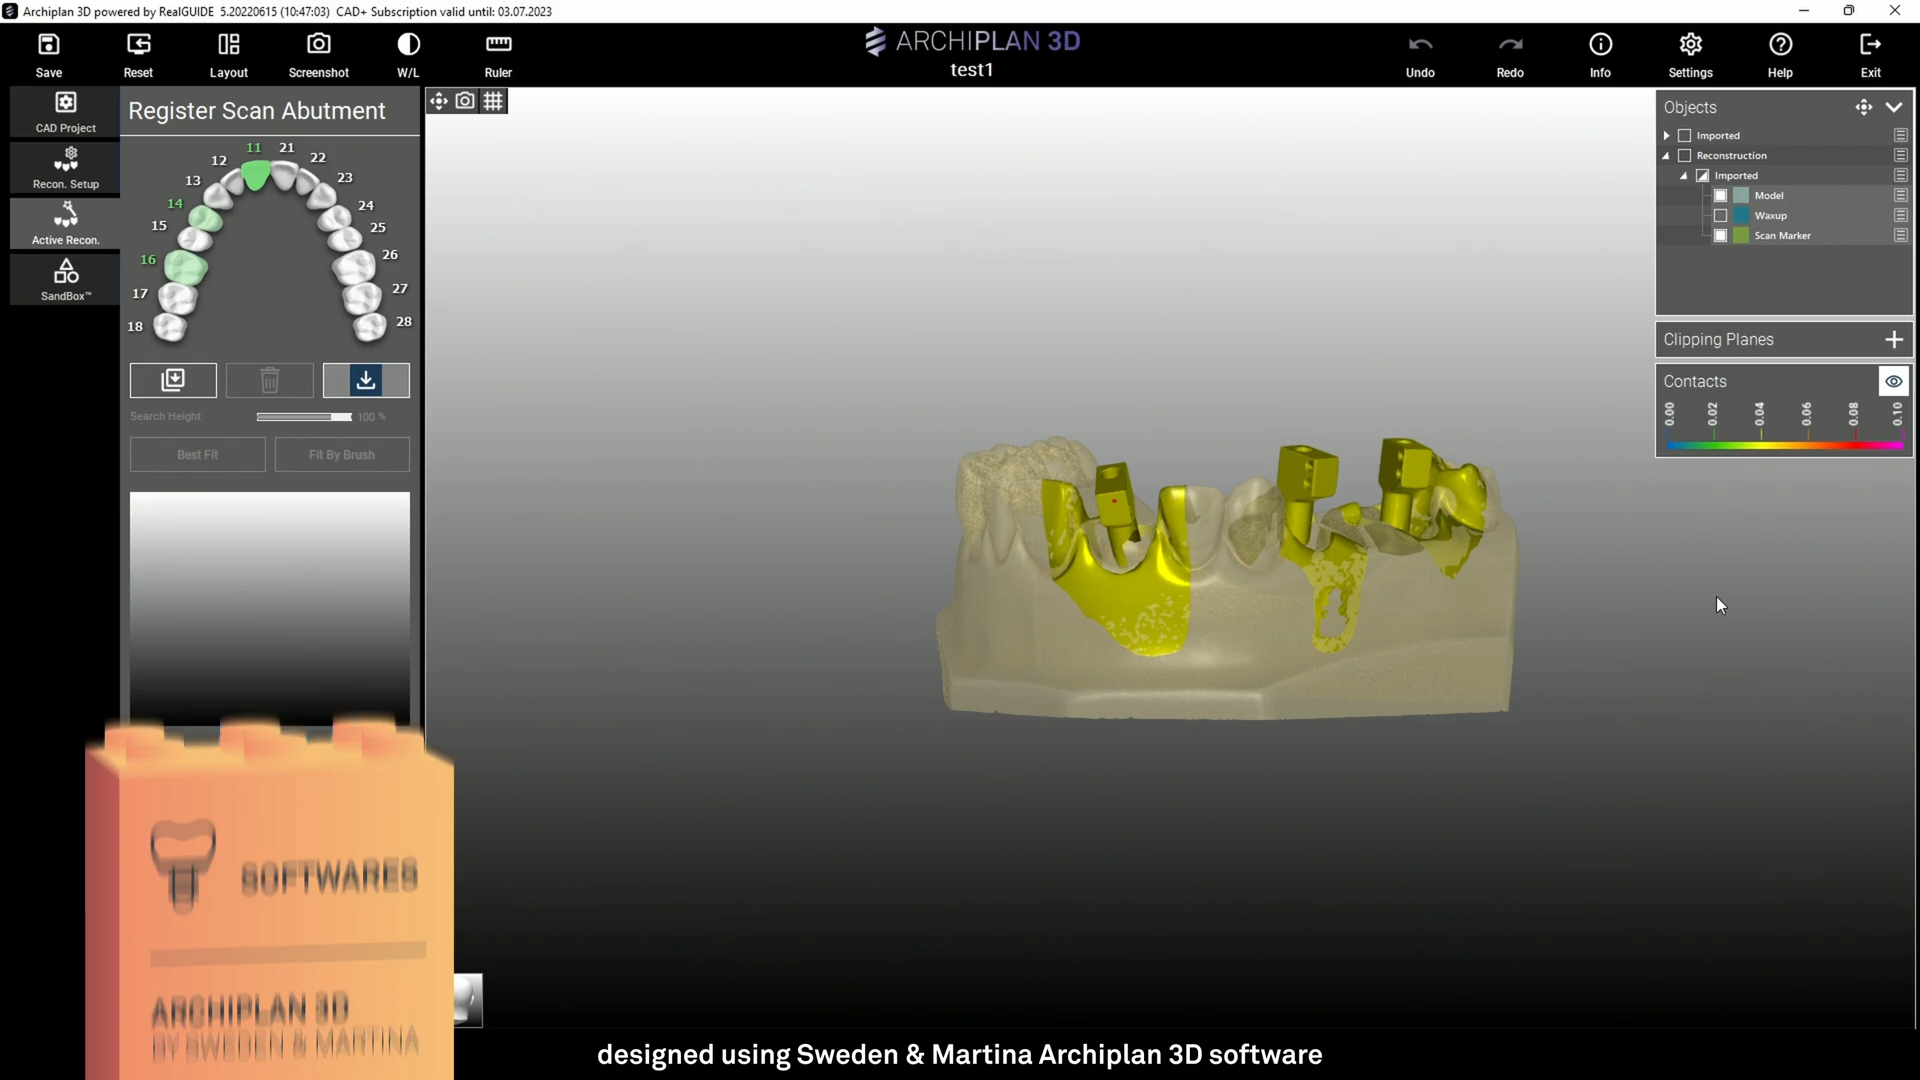 Archiplan 3D powered by RealGUIDE 5.20220615 (10:47:03) CAD+ Subscription valid until: 03.07.2023
Save
Reset
Layout
Screenshot
W/L
Ruler
ARCHIPLAN 3D
test1
Undo
Redo
Info
Settings
Help
Exit
CAD Project
Recon. Setup
Active Recon.
SandBox™
Register Scan Abutment
11 21
12 22
13 23
14 24
15 25
16 26
17 27
18 28
Search Height 100 %
Best Fit
Fit By Brush
Objects
Imported
Reconstruction
Imported
Model
Waxup
Scan Marker
Clipping Planes
Contacts
0.00 0.02 0.04 0.06 0.08 0.10
SOFTWARES
ARCHIPLAN 3D
BY SWEDEN & MARTINA
designed using Sweden & Martina Archiplan 3D software